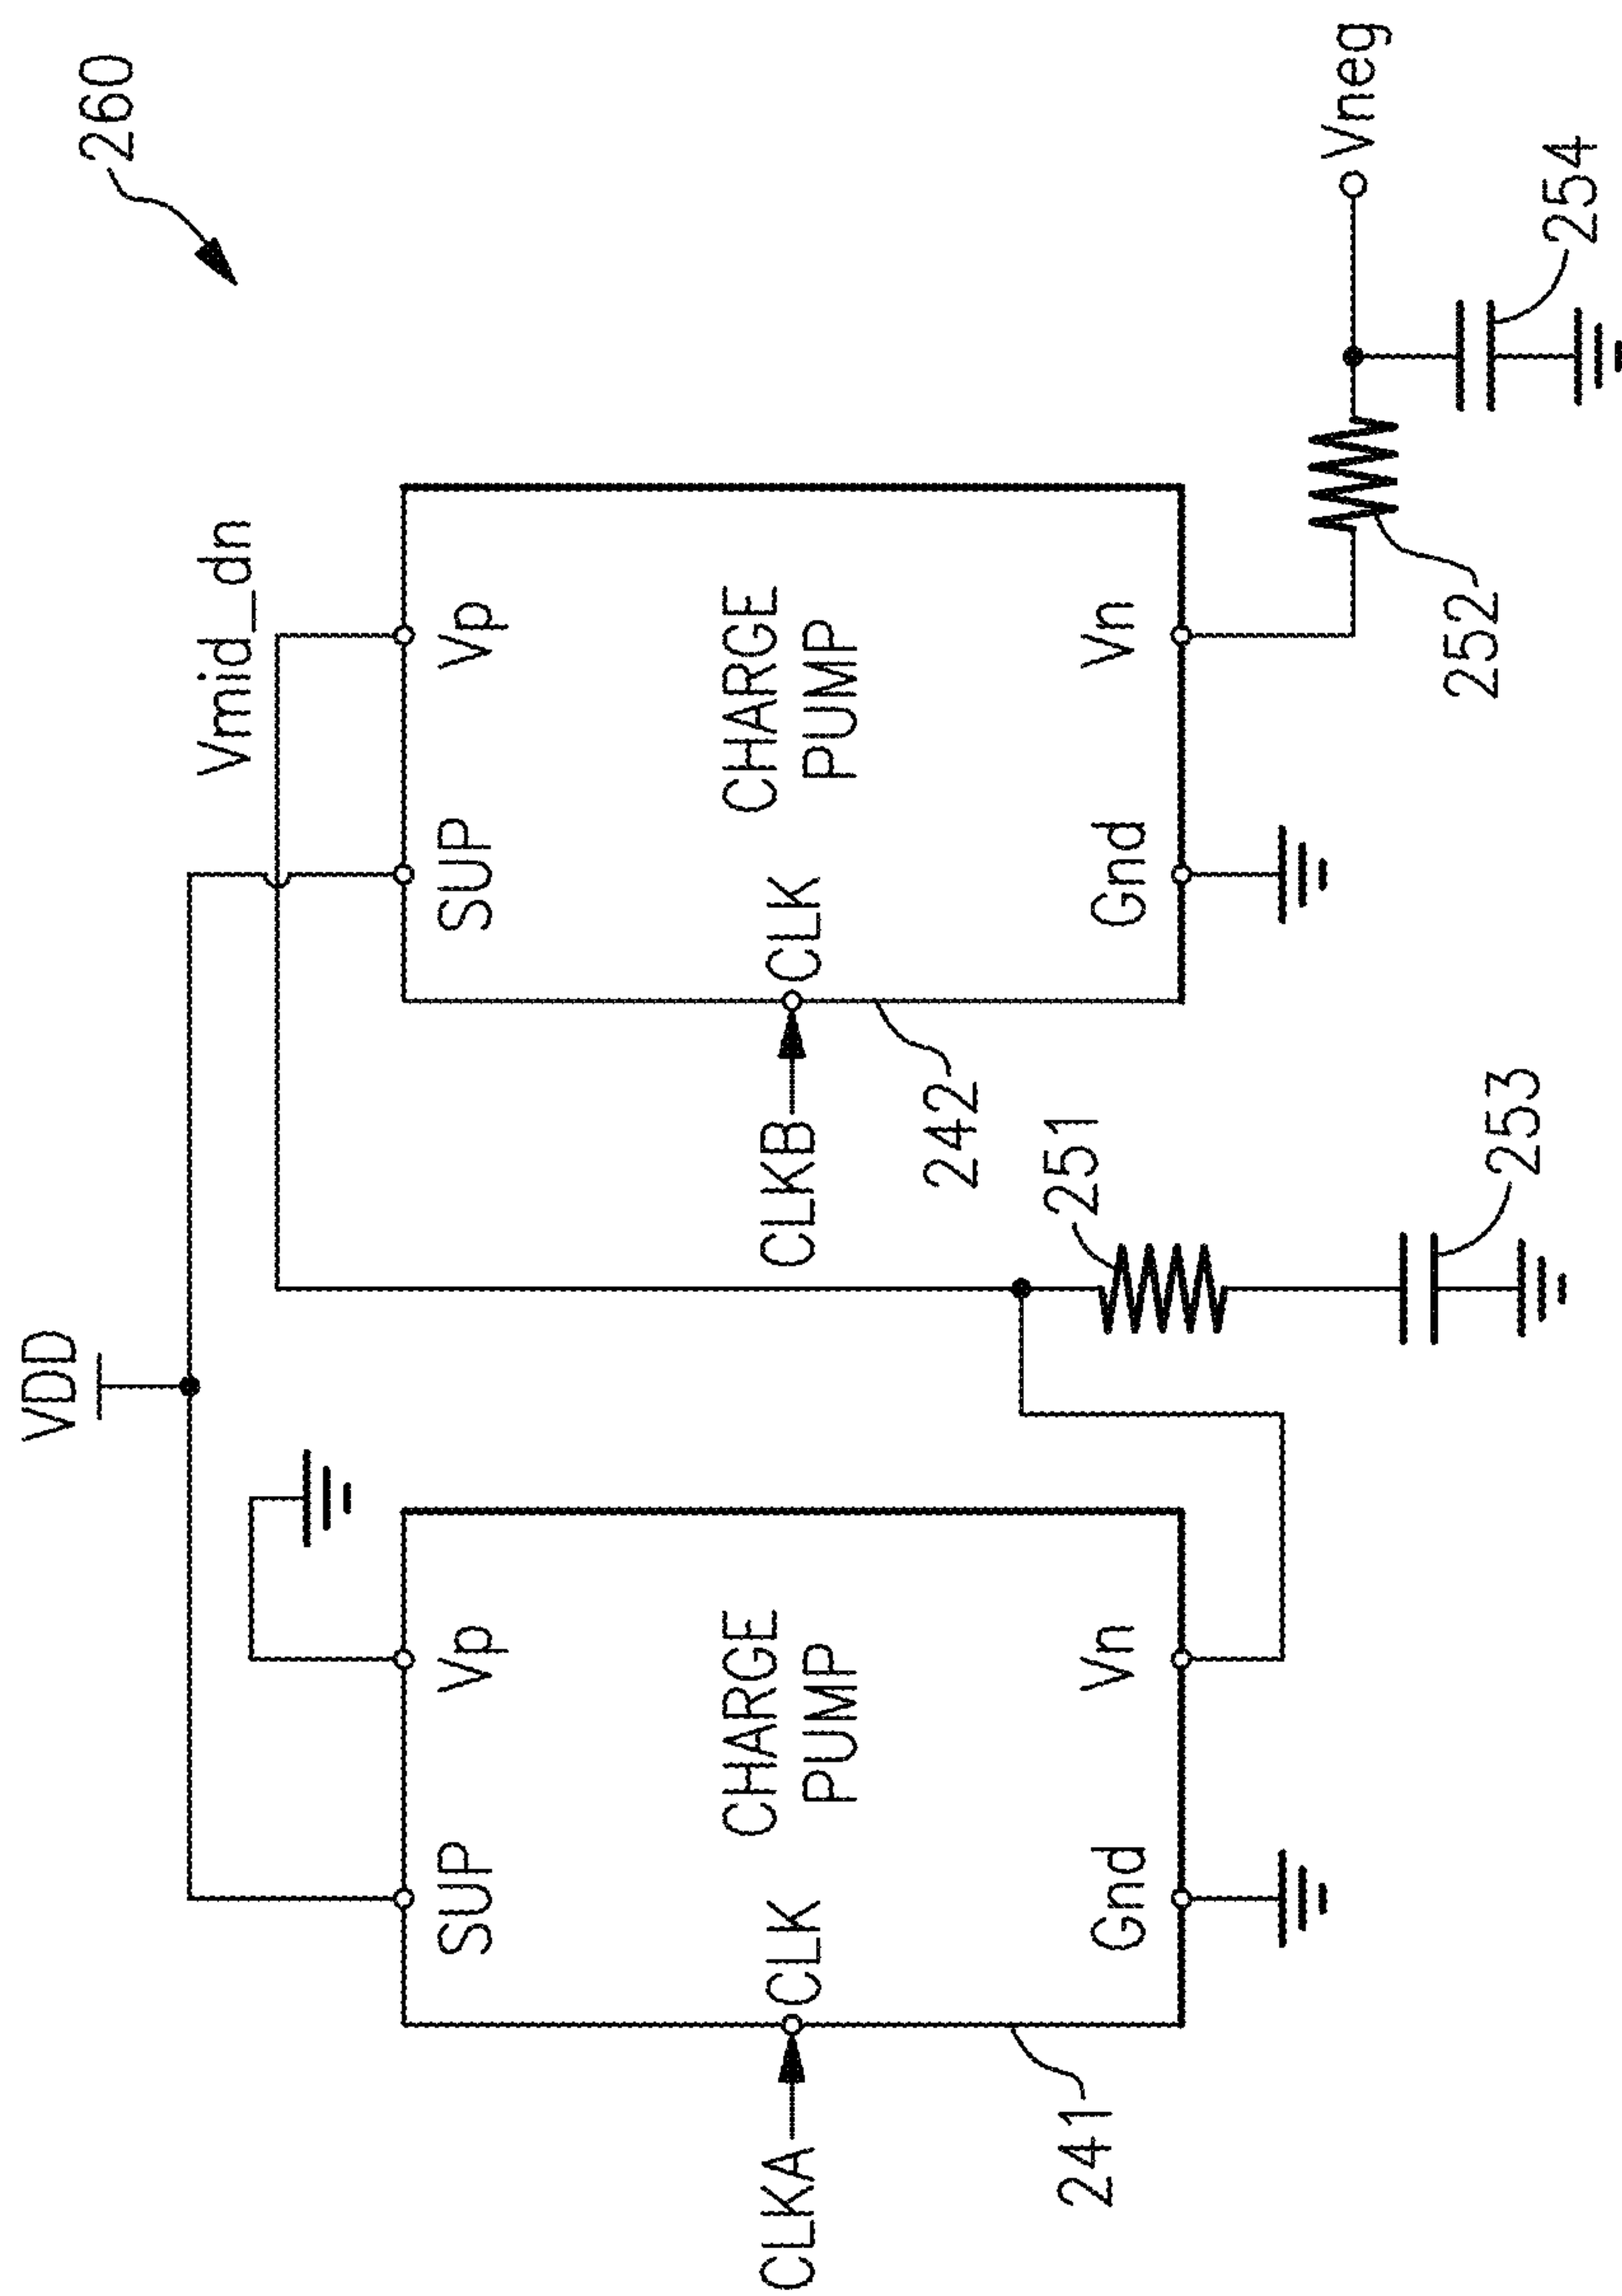 260
VDD
Vmid_dn
SUP
Vp
SUP
Vp
CLKA
CLK
CHARGE
PUMP
CLKB
CLK
CHARGE
PUMP
Gnd
Vn
Gnd
Vn
241
242
251
253
252
254
Vneg